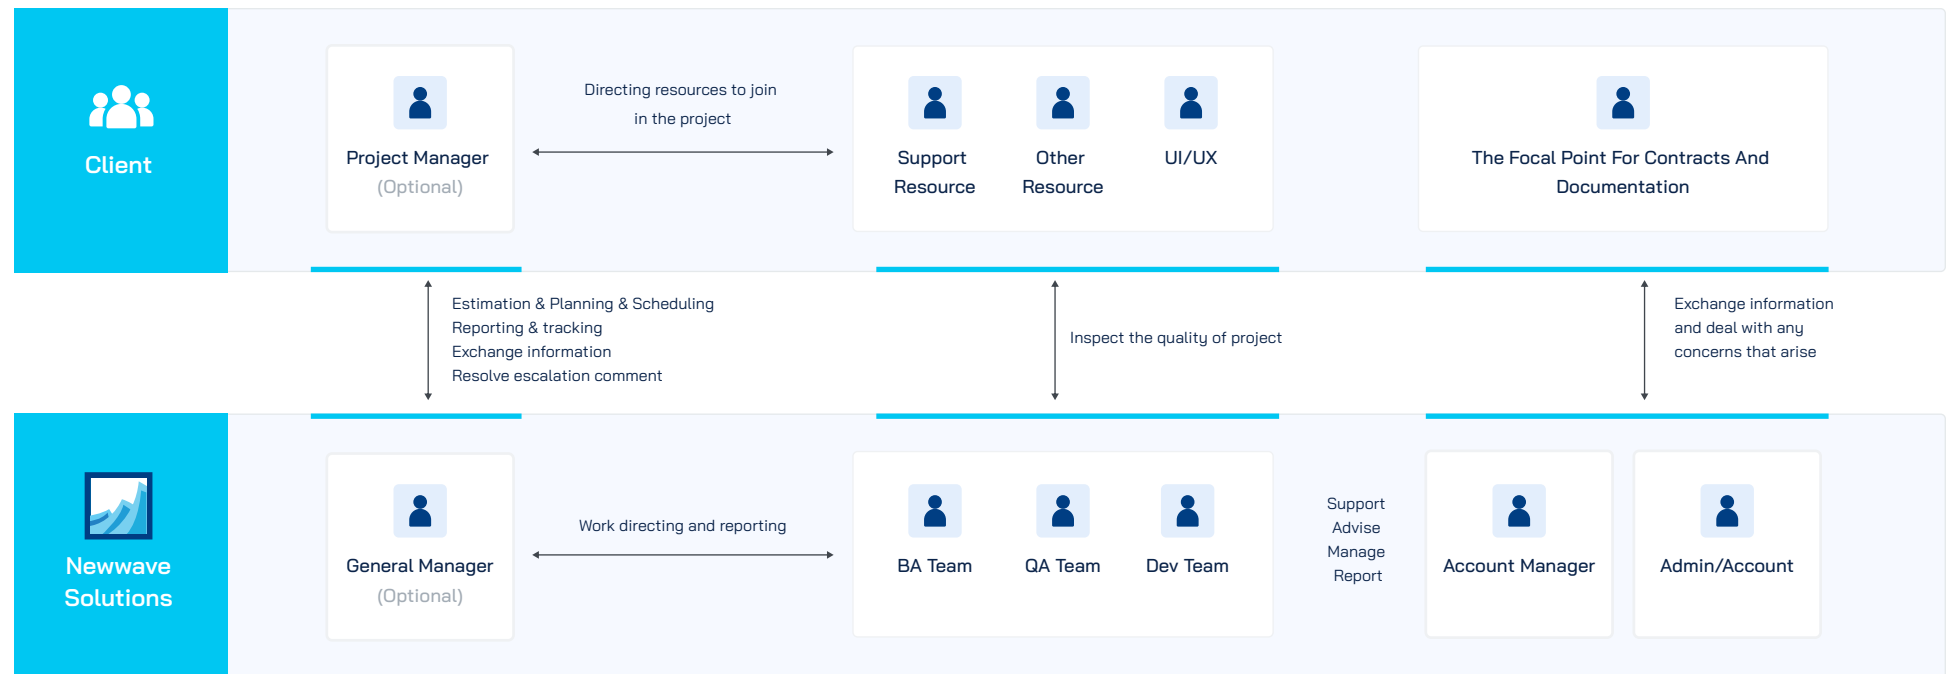 Client
Project Manager
(Optional)
Directing resources to join
in the project
Support
Resource
Other
Resource
UI/UX
The Focal Point For Contracts And
Documentation
Estimation & Planning & Scheduling
Reporting & tracking
Exchange information
Resolve escalation comment
Inspect the quality of project
Exchange information
and deal with any
concerns that arise
Newwave
Solutions
General Manager
(Optional)
Work directing and reporting
BA Team
QA Team
Dev Team
Support
Advise
Manage
Report
Account Manager
Admin/Account